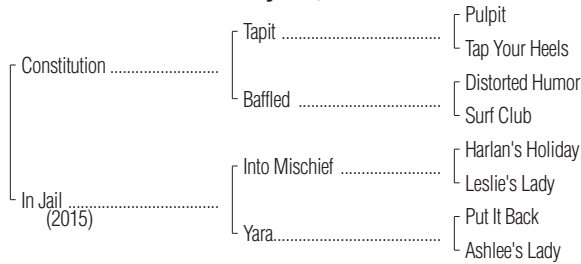 Pulpit
Tapit ..............................
Tap Your Heels
Constitution ........................
Distorted Humor
Baffled ............................
Surf Club
Harlan's Holiday
Into Mischief ....................
Leslie's Lady
In Jail ...............................
(2015)
Put It Back
Yara..................................
Ashlee's Lady